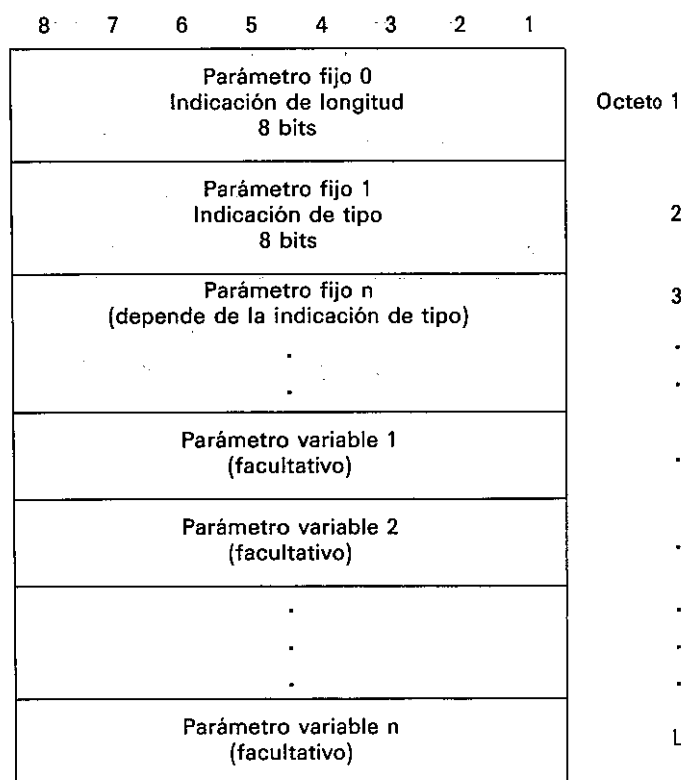 8 7 6 5 4 3 2 1
Parámetro fijo 0
Indicación de longitud
8 bits
Octeto 1
Parámetro fijo 1
Indicación de tipo
8 bits
2
Parámetro fijo n
(depende de la indicación de tipo)
3
.
.
.
.
Parámetro variable 1
(facultativo)
.
Parámetro variable 2
(facultativo)
.
.
.
.
.
.
.
Parámetro variable n
(facultativo)
L